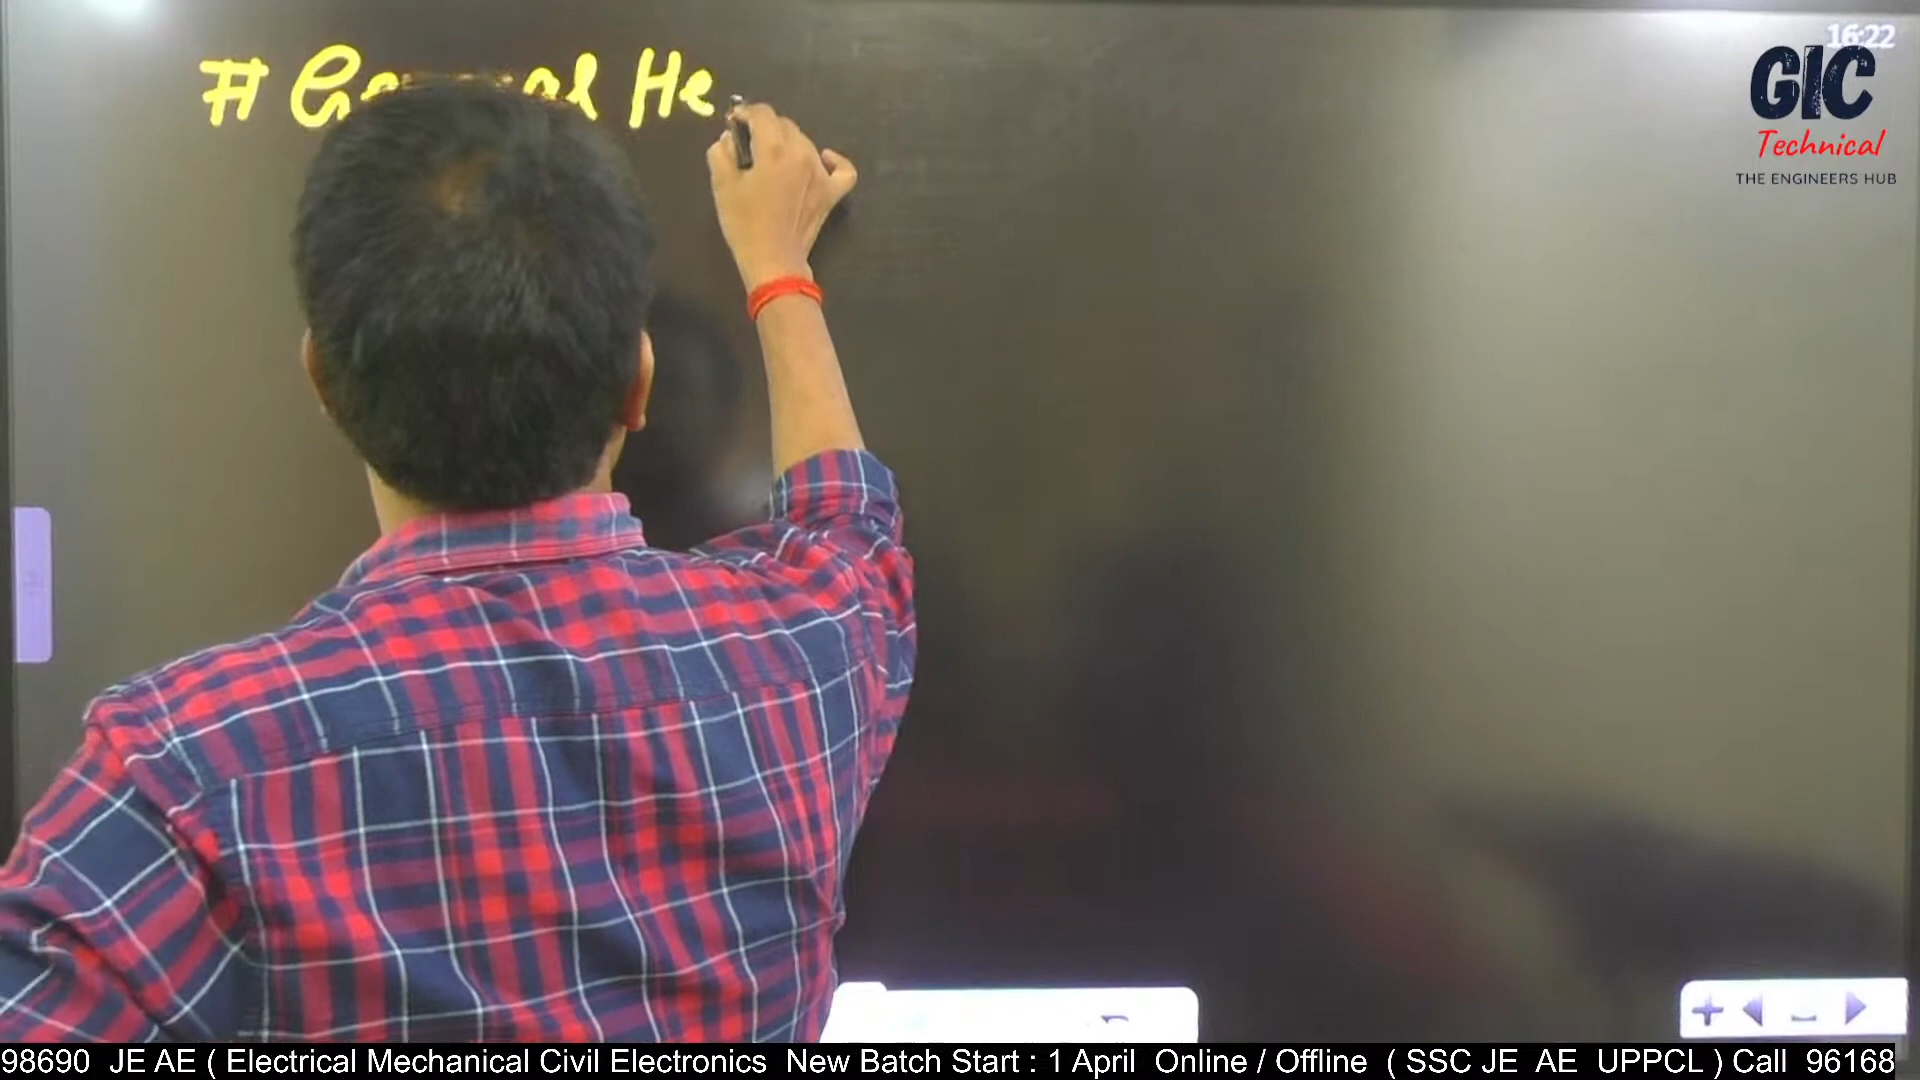 16:22
# He
GIC
Technical
THE ENGINEERS HUB
98690 JE AE ( Electrical Mechanical Civil Electronics New Batch Start : 1 April Online / Offline ( SSC JE AE UPPCL ) Call 96168